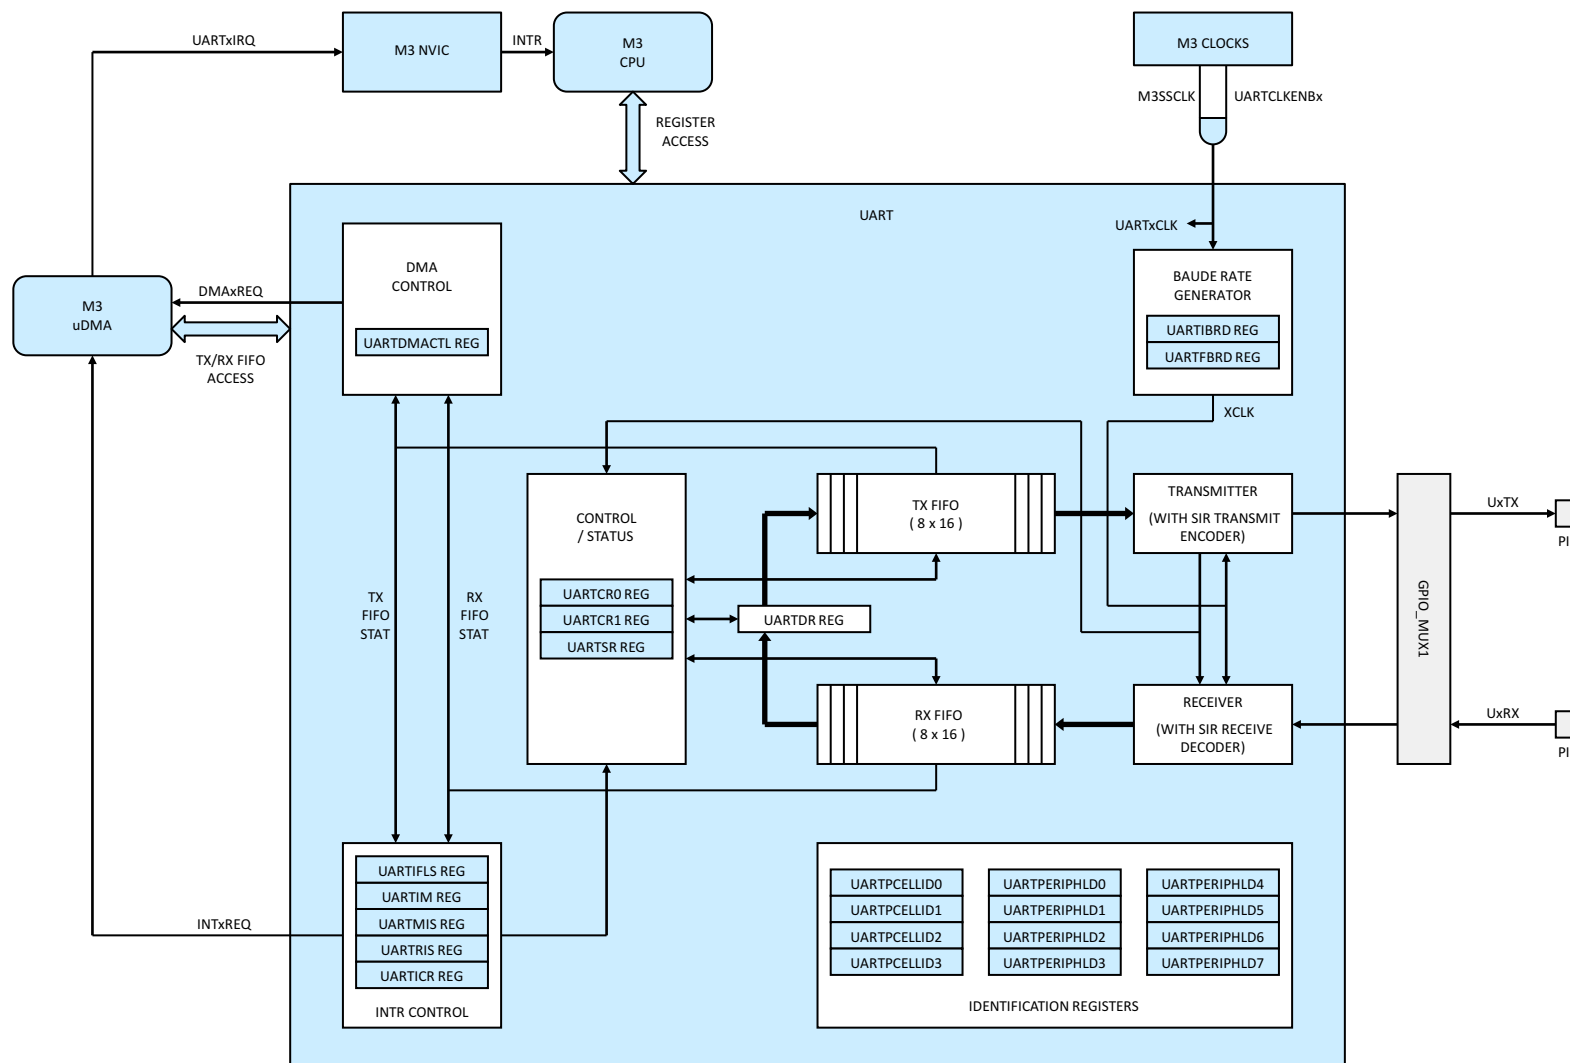 UARTxIRQ
M3 NVIC
INTR
M3
CPU
M3 CLOCKS
M3SSCLK
UARTCLKENBx
REGISTER
ACCESS
UART
UARTxCLK
DMA
CONTROL
UARTDMACTL REG
BAUDE RATE
GENERATOR
UARTIBRD REG
UARTFBRD REG
XCLK
M3
uDMA
DMAxREQ
TX/RX FIFO
ACCESS
CONTROL
/ STATUS
UARTCR0 REG
UARTCR1 REG
UARTSR REG
TX FIFO
( 8 x 16 )
TRANSMITTER
(WITH SIR TRANSMIT
ENCODER)
UxTX
PI
TX
FIFO
STAT
RX
FIFO
STAT
UARTDR REG
GPIO_MUX1
RX FIFO
( 8 x 16 )
RECEIVER
(WITH SIR RECEIVE
DECODER)
UxRX
PI
INTxREQ
UARTIFLS REG
UARTIM REG
UARTMIS REG
UARTRIS REG
UARTICR REG
INTR CONTROL
UARTPCELLID0
UARTPCELLID1
UARTPCELLID2
UARTPCELLID3
UARTPERIPHLD0
UARTPERIPHLD1
UARTPERIPHLD2
UARTPERIPHLD3
UARTPERIPHLD4
UARTPERIPHLD5
UARTPERIPHLD6
UARTPERIPHLD7
IDENTIFICATION REGISTERS